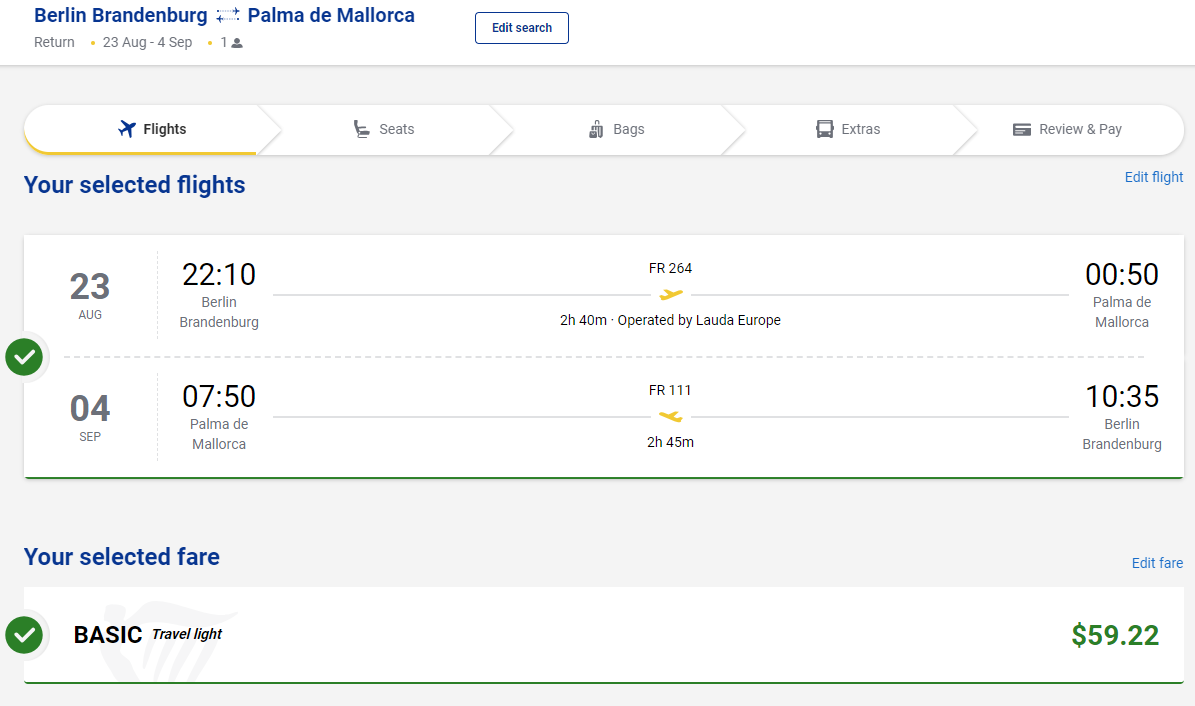 Berlin Brandenburg Palma de Mallorca
Return • 23 Aug - 4 Sep • 1
Edit search
Flights
Seats
Bags
Extras
Review & Pay
Your selected flights
Edit flight
23
AUG
22:10
Berlin
Brandenburg
FR 264
2h 40m · Operated by Lauda Europe
00:50
Palma de
Mallorca
04
SEP
07:50
Palma de
Mallorca
FR 111
2h 45m
10:35
Berlin
Brandenburg
Your selected fare
Edit fare
BASIC Travel light
$59.22